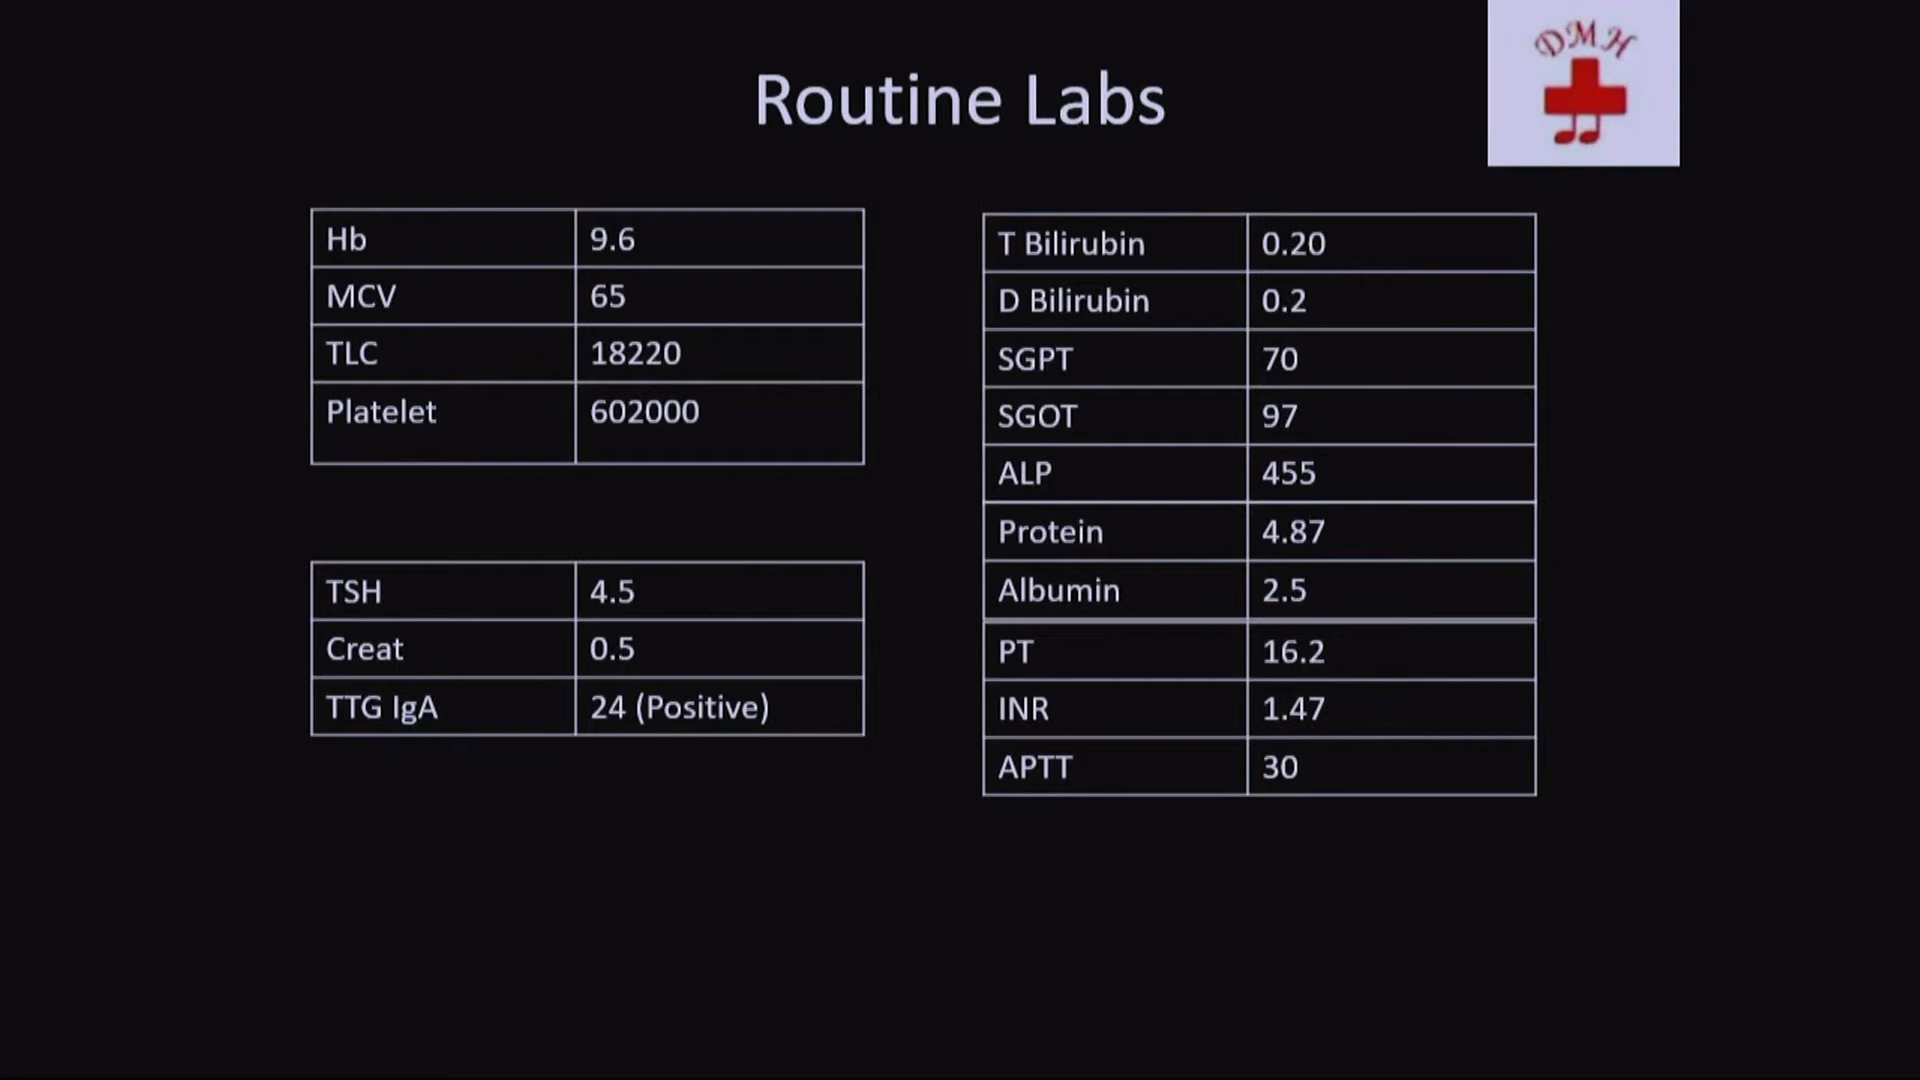 DMH
Routine Labs
Hb 9.6
MCV 65
TLC 18220
Platelet 602000
TSH 4.5
Creat 0.5
TTG IgA 24 (Positive)
T Bilirubin 0.20
D Bilirubin 0.2
SGPT 70
SGOT 97
ALP 455
Protein 4.87
Albumin 2.5
PT 16.2
INR 1.47
APTT 30